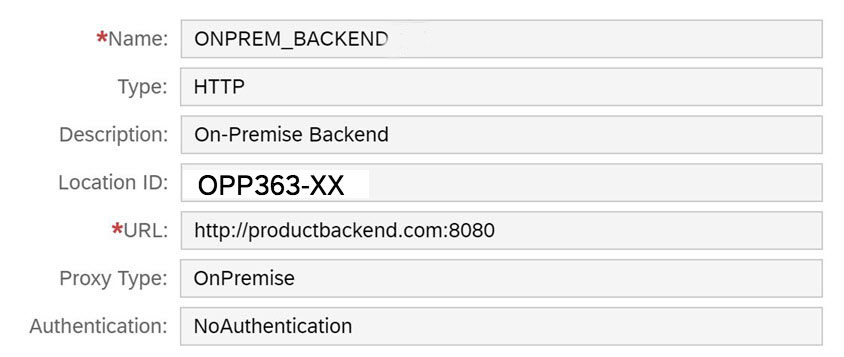 *Name: ONPREM_BACKEND
Type: HTTP
Description: On-Premise Backend
Location ID: OPP363-XX
*URL: http://productbackend.com:8080
Proxy Type: OnPremise
Authentication: NoAuthentication